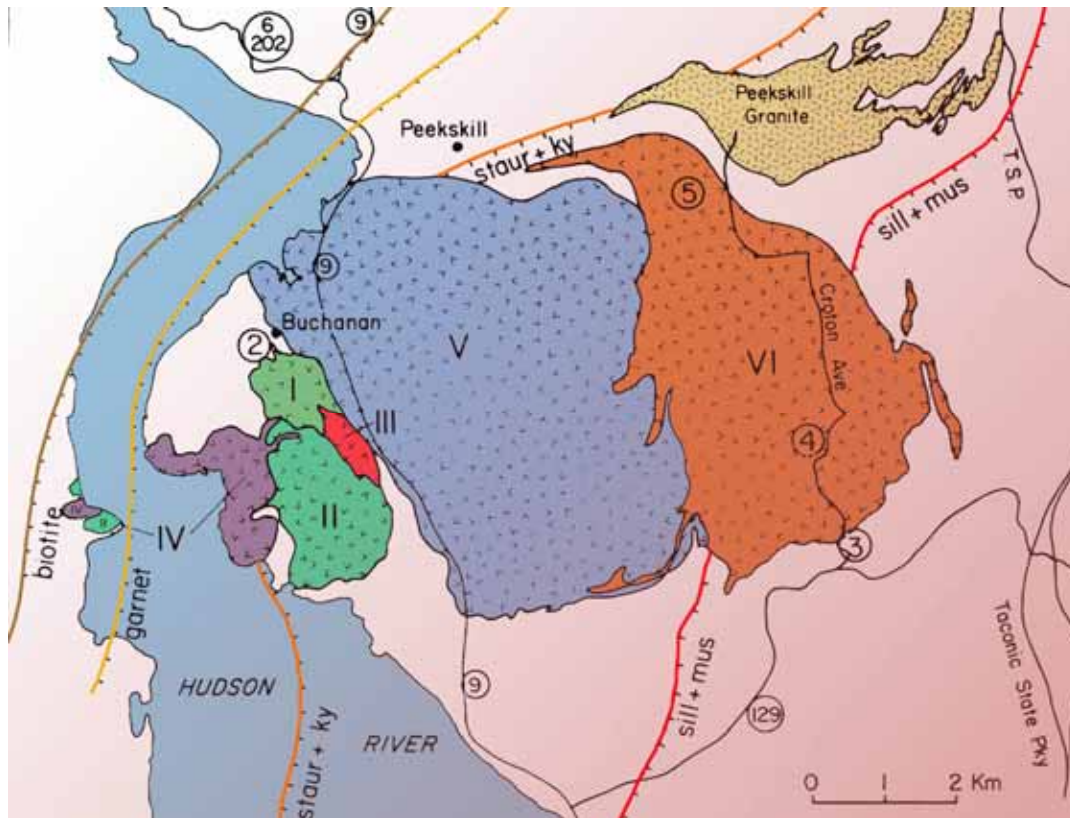 6
202
9
Peekskill
Peekskill
Granite
staur + ky
T.S.P
sill + mus
5
9
Buchanan
2
I
V
VI
Croton Ave
III
4
II
IV
3
biotite
IV
garnet
HUDSON
RIVER
staur + ky
9
sill + mus
129
Taconic State Pky
0 1 2 Km